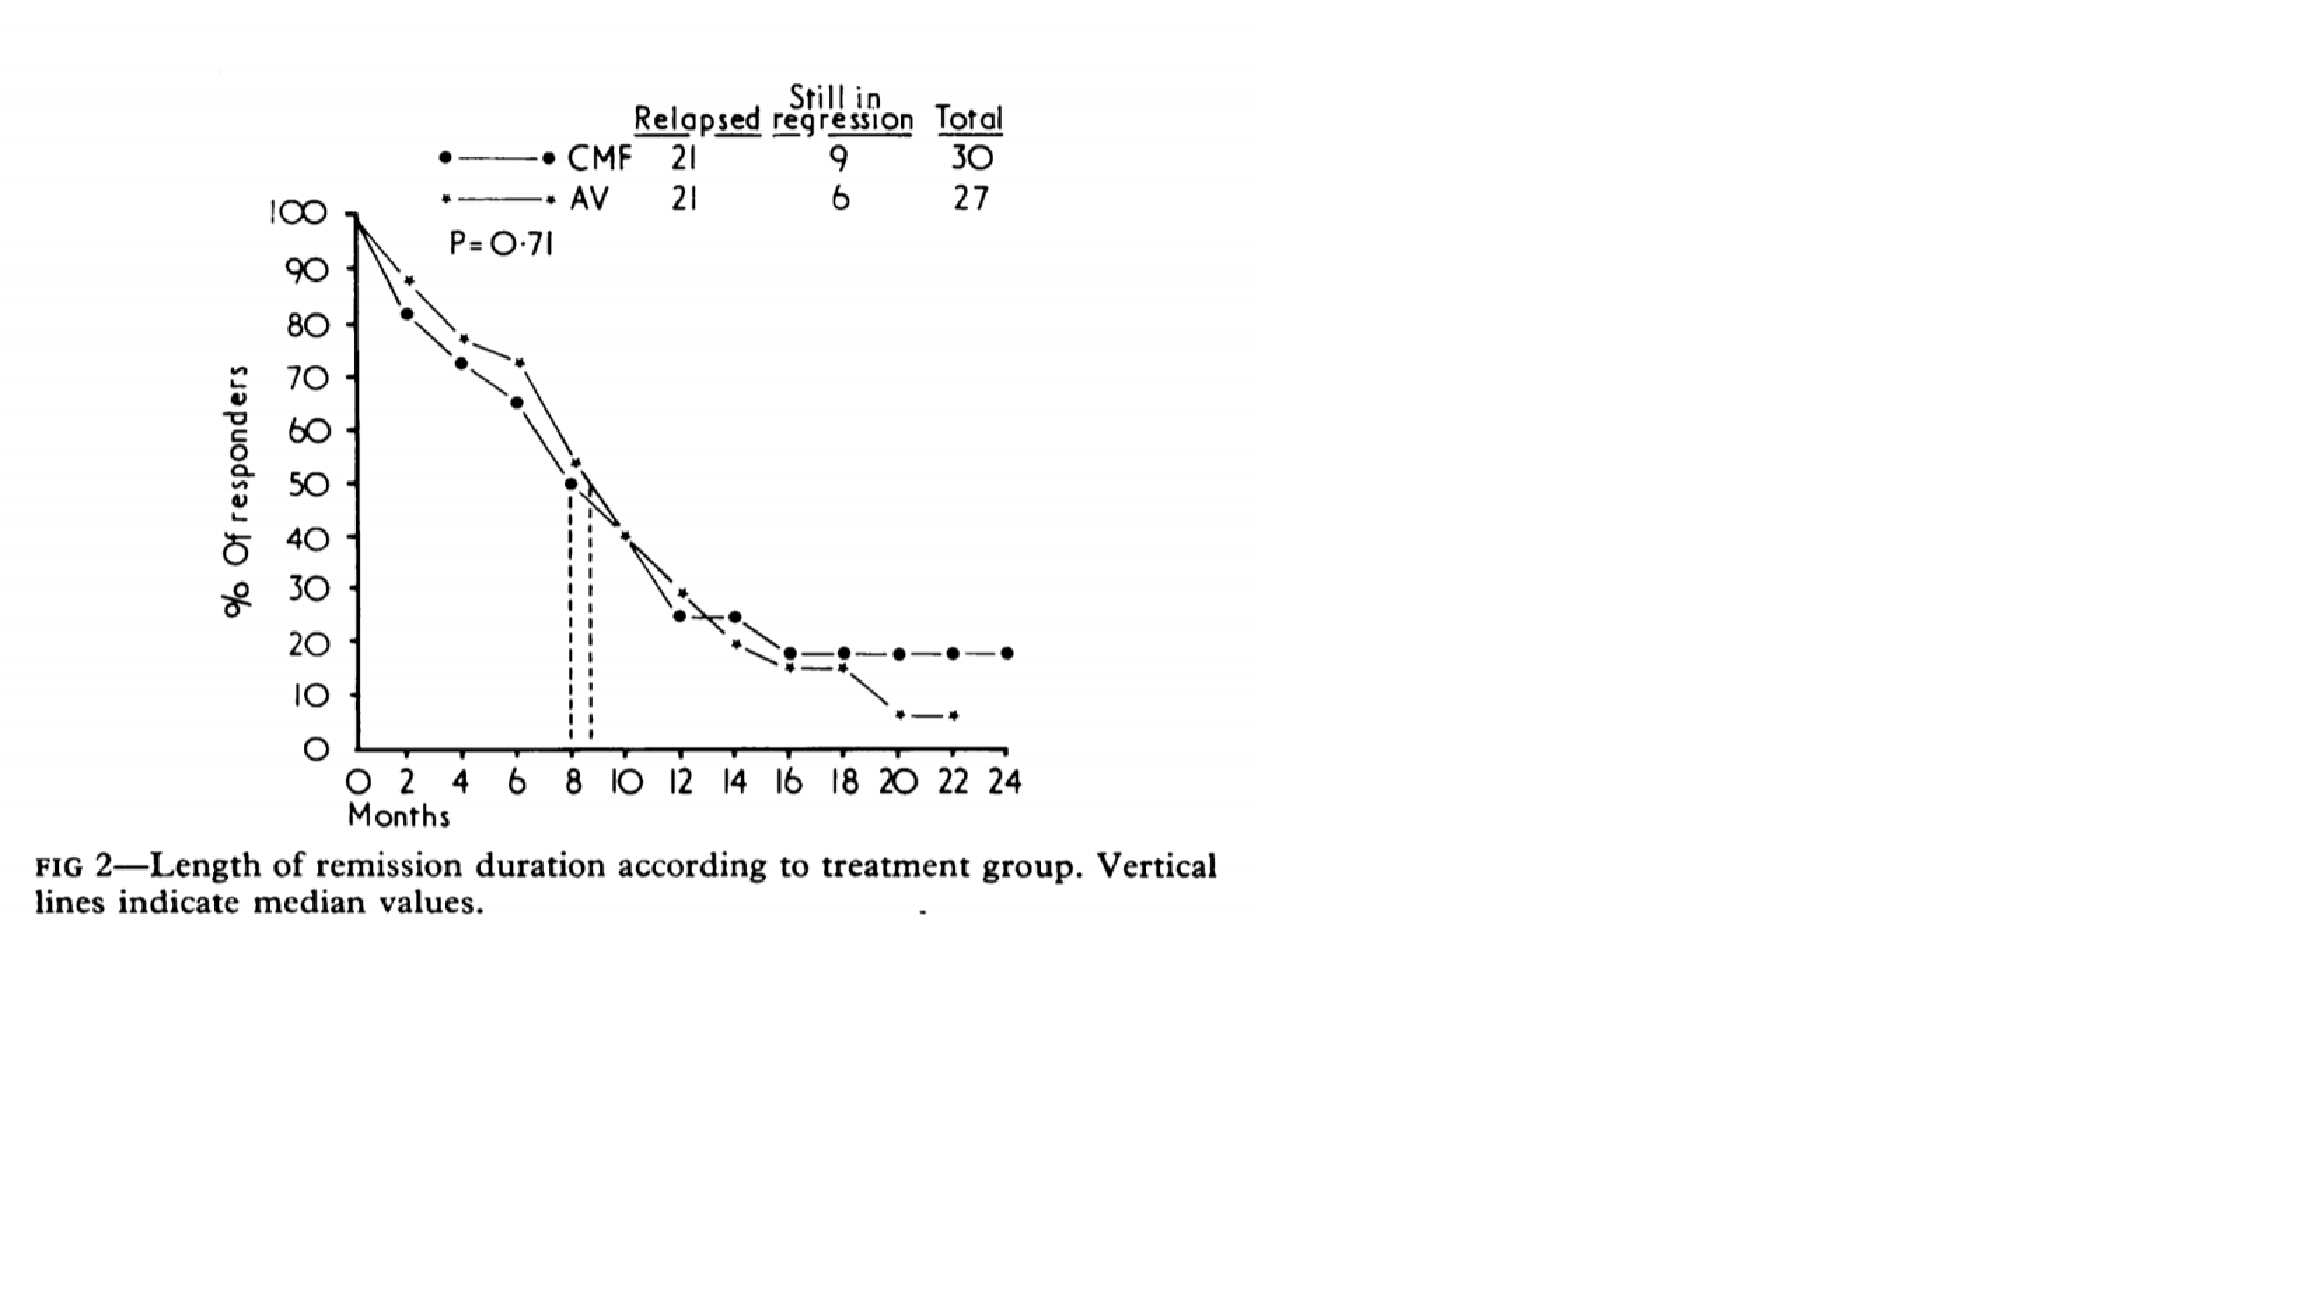 Still in
Relapsed regression Total
CMF 21 9 30
AV 21 6 27
P=0·71
% Of responders
100
90
80
70
60
50
40
30
20
10
0
0 2 4 6 8 10 12 14 16 18 20 22 24
Months
FIG 2—Length of remission duration according to treatment group. Vertical
lines indicate median values.